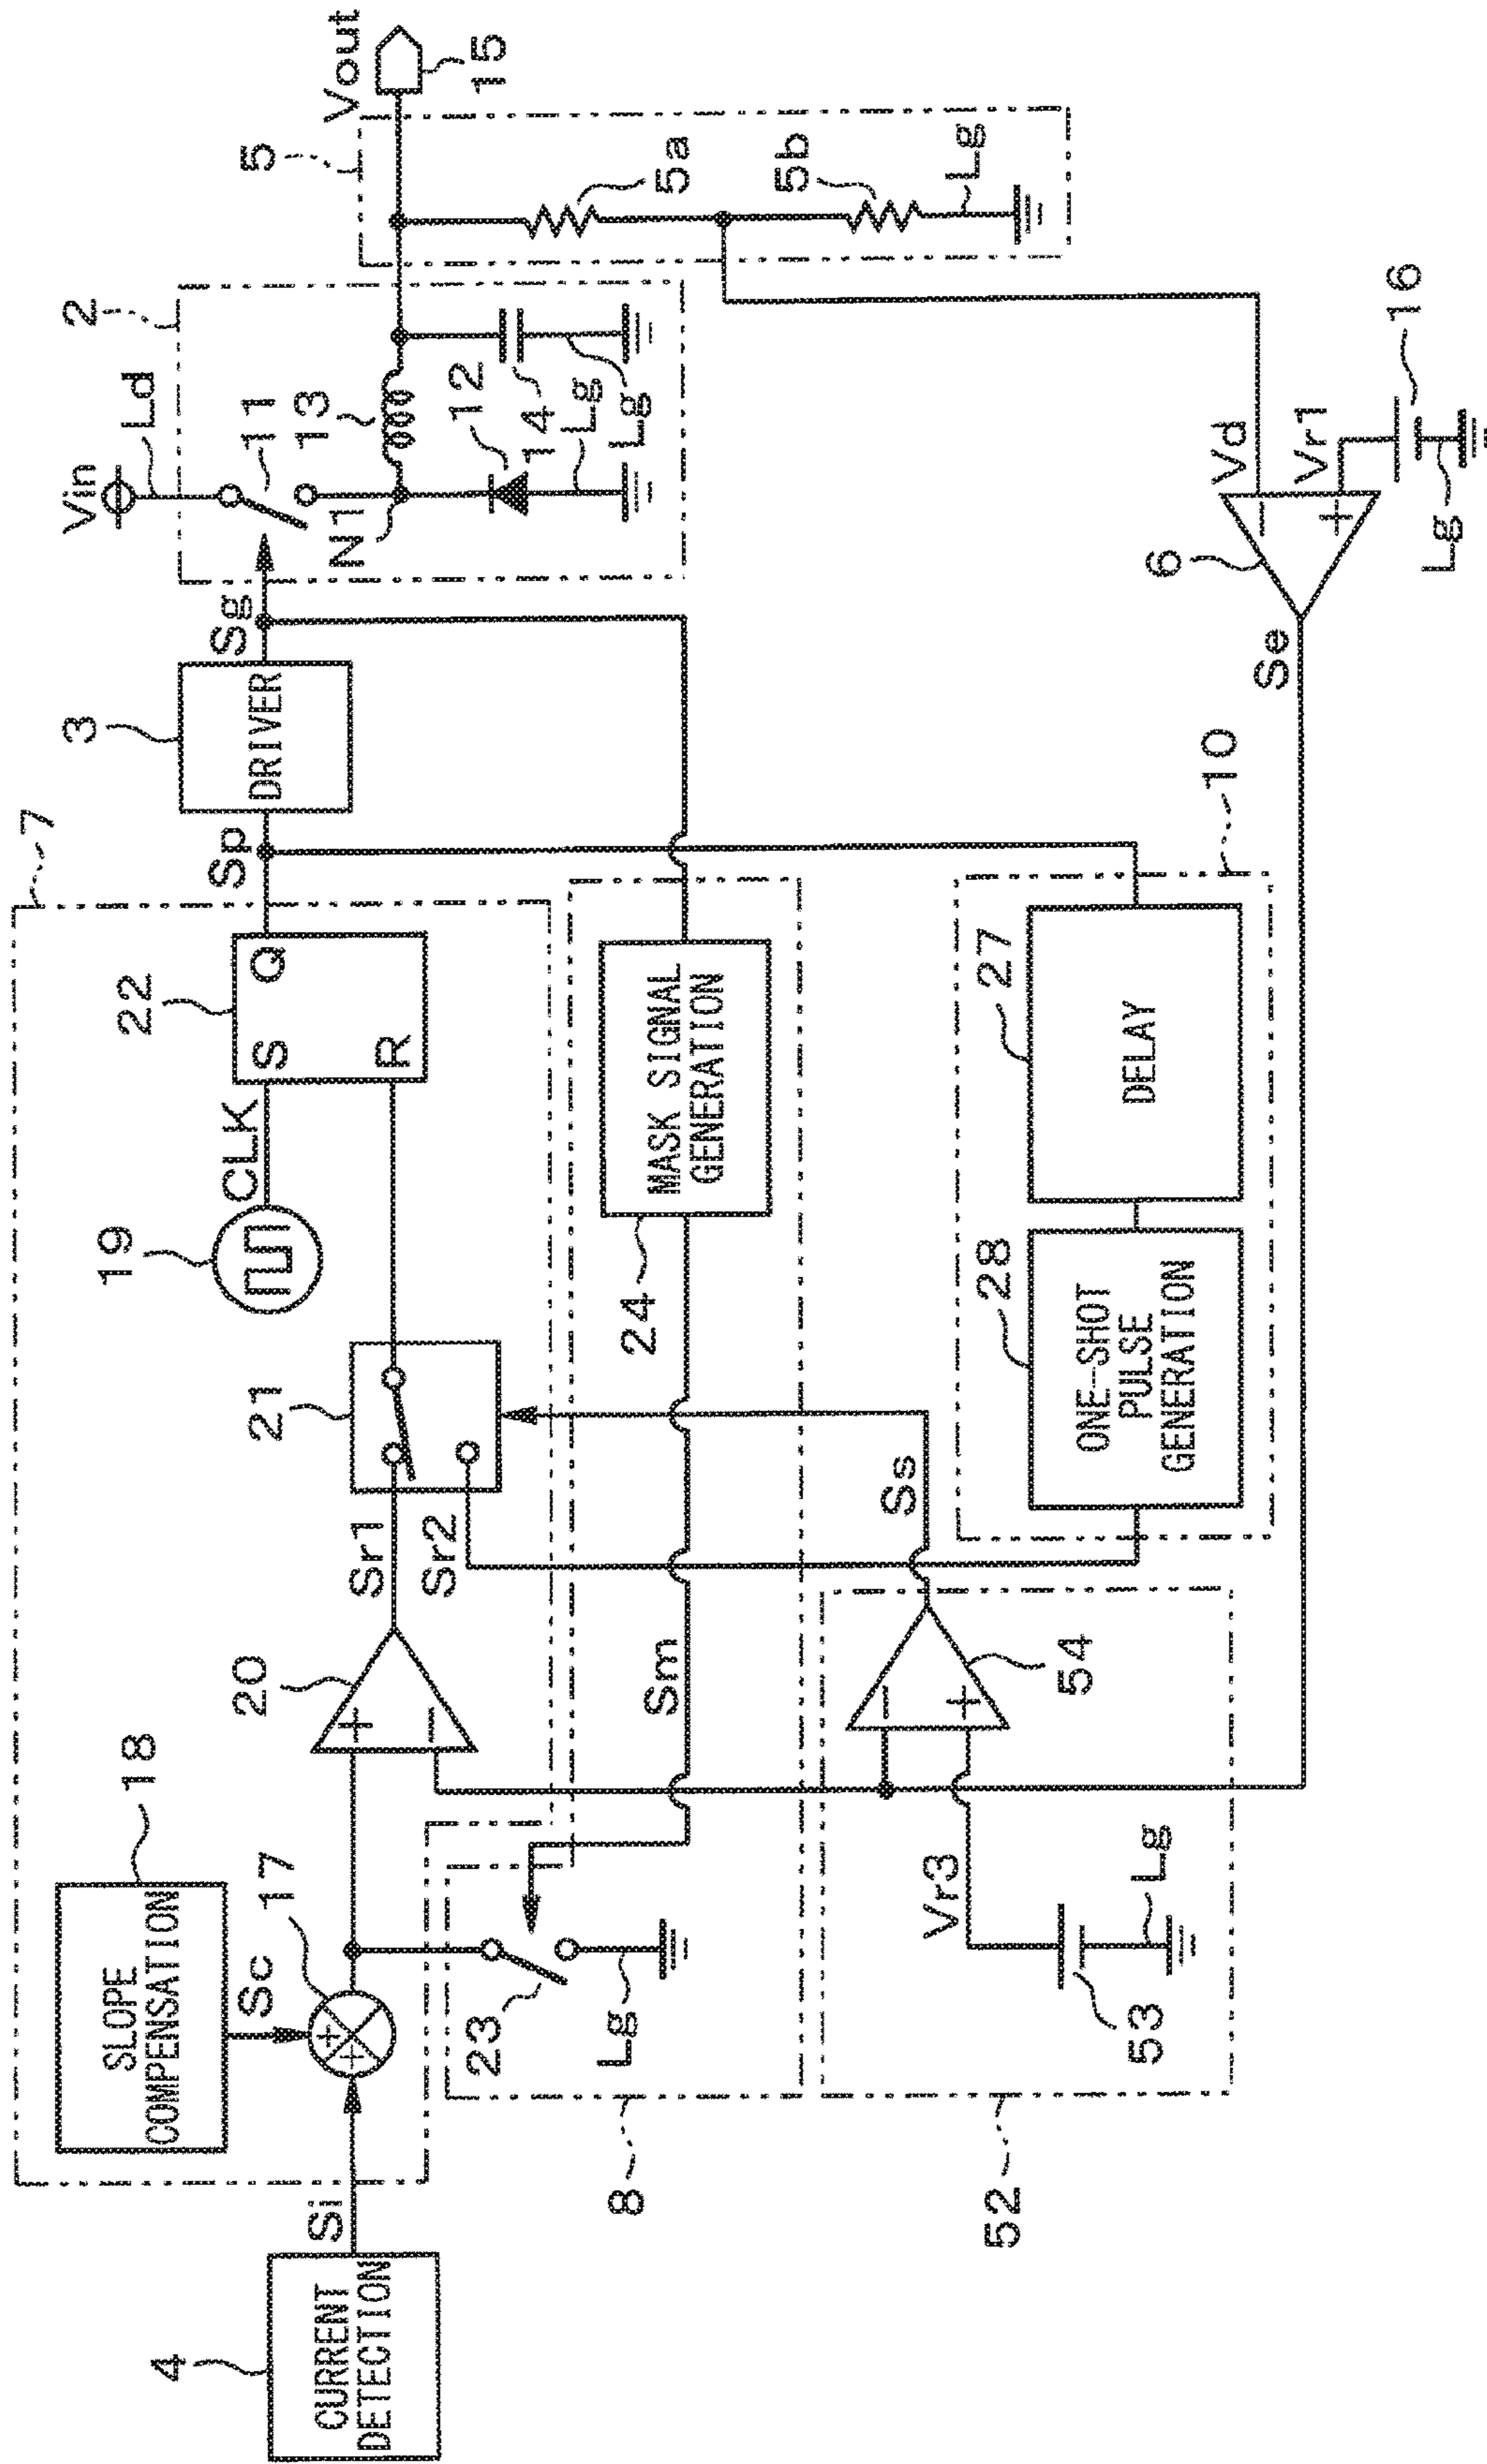 7
18
SLOPE
COMPENSATION
Sc
17
4
CURRENT
DETECTION
Si
20
Sr1
Sr2
21
19
CLK
22
S
Q
R
Sp
3
DRIVER
Sg
Vin
Ld
2
11
13
N1
12
14
Lg
Lg
5
Vout
15
5a
5b
Lg
8
23
Lg
Sm
24
MASK SIGNAL
GENERATION
52
53
Vr3
Lg
54
Ss
28
ONE-SHOT
PULSE
GENERATION
27
DELAY
10
Se
6
Vd
Vr1
16
Lg